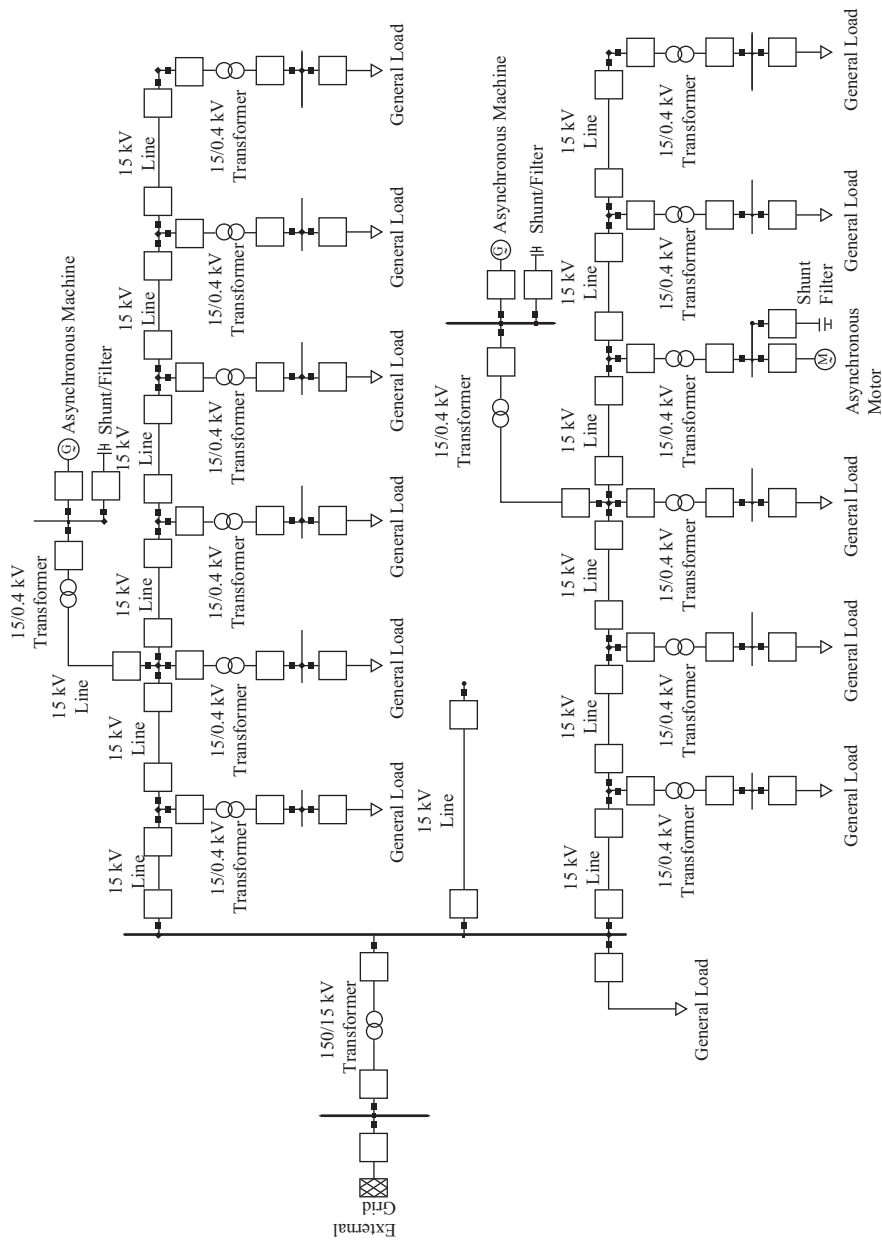 15/0.4 kV
Transformer
15 kV
Line
Asynchronous Machine
Shunt/Filter
15 kV
Line
15 kV
Line
15 kV
Line
15 kV
Line
15 kV
Line
15 kV
Line
15/0.4 kV
Transformer
15/0.4 kV
Transformer
15/0.4 kV
Transformer
15/0.4 kV
Transformer
15/0.4 kV
Transformer
15/0.4 kV
Transformer
General Load
General Load
General Load
General Load
General Load
General Load
External
Grid
150/15 kV
Transformer
15 kV
Line
15/0.4 kV
Transformer
G
~
Asynchronous Machine
Shunt/Filter
15 kV
Line
15 kV
Line
15 kV
Line
15 kV
Line
15 kV
Line
15 kV
Line
15/0.4 kV
Transformer
15/0.4 kV
Transformer
15/0.4 kV
Transformer
15/0.4 kV
Transformer
15/0.4 kV
Transformer
15/0.4 kV
Transformer
General Load
General Load
General Load
General Load
M
~
Asynchronous
Motor
Shunt
Filter
General Load
General Load
G
~